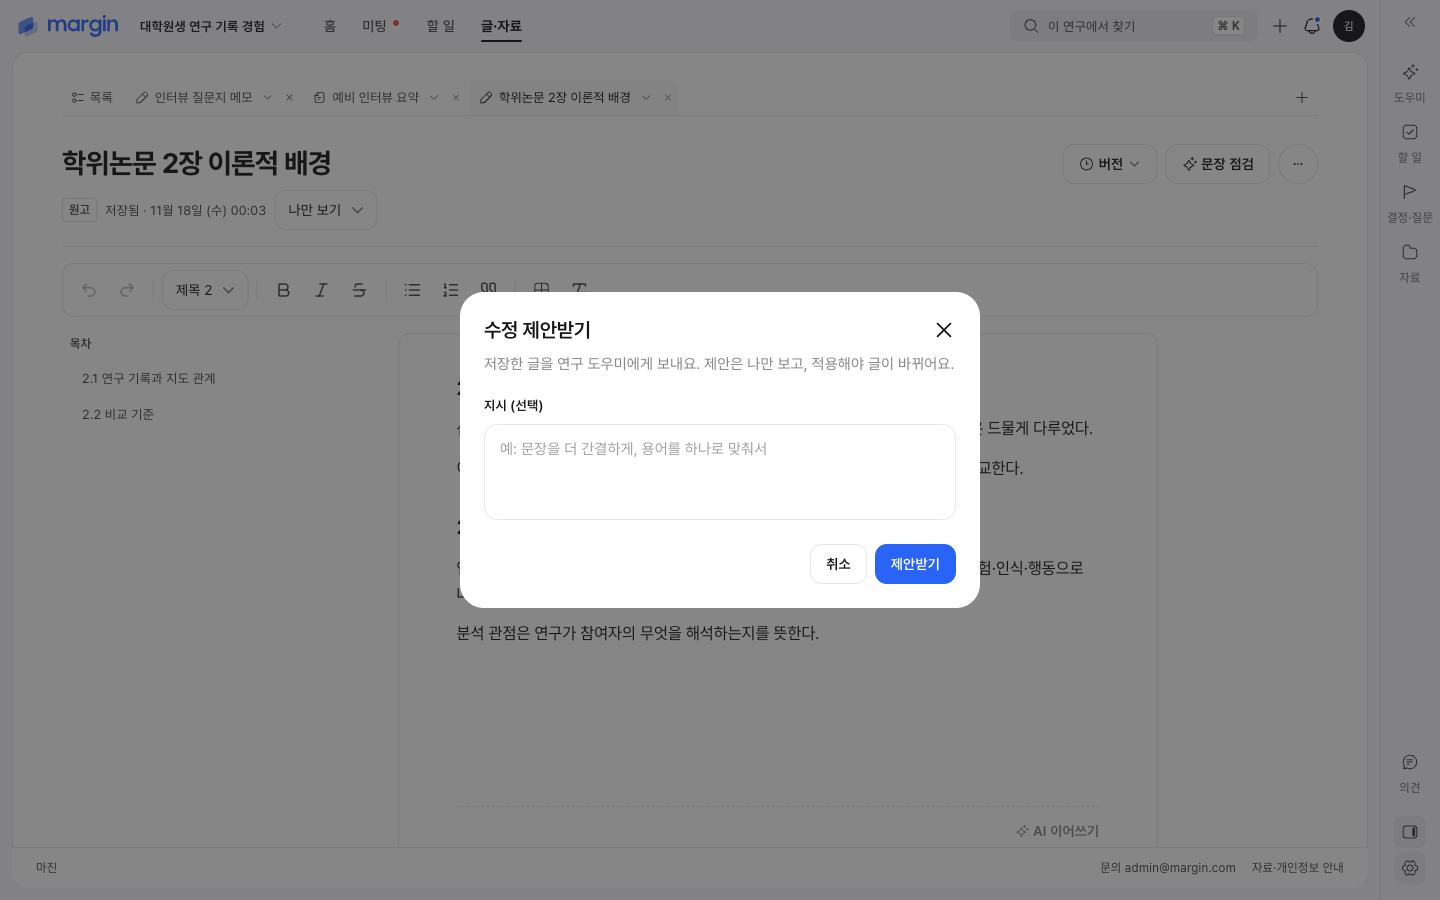 margin
대학원생 연구 기록 경험
홈
미팅
할 일
글·자료
이 연구에서 찾기
⌘ K
김
목록
인터뷰 질문지 메모
예비 인터뷰 요약
학위논문 2장 이론적 배경
도우미
학위논문 2장 이론적 배경
버전
문장 점검
할 일
원고
저장됨 · 11월 18일 (수) 00:03
나만 보기
결정·질문
자료
제목 2
목차
2.1 연구 기록과 지도 관계
2.2 비교 기준
수정 제안받기
저장한 글을 연구 도우미에게 보내요. 제안은 나만 보고, 적용해야 글이 바뀌어요.
지시 (선택)
예: 문장을 더 간결하게, 용어를 하나로 맞춰서
취소
제안받기
드물게 다루었다.
교한다.
험·인식·행동으로
분석 관점은 연구가 참여자의 무엇을 해석하는지를 뜻한다.
AI 이어쓰기
의견
마진
문의 admin@margin.com
자료·개인정보 안내